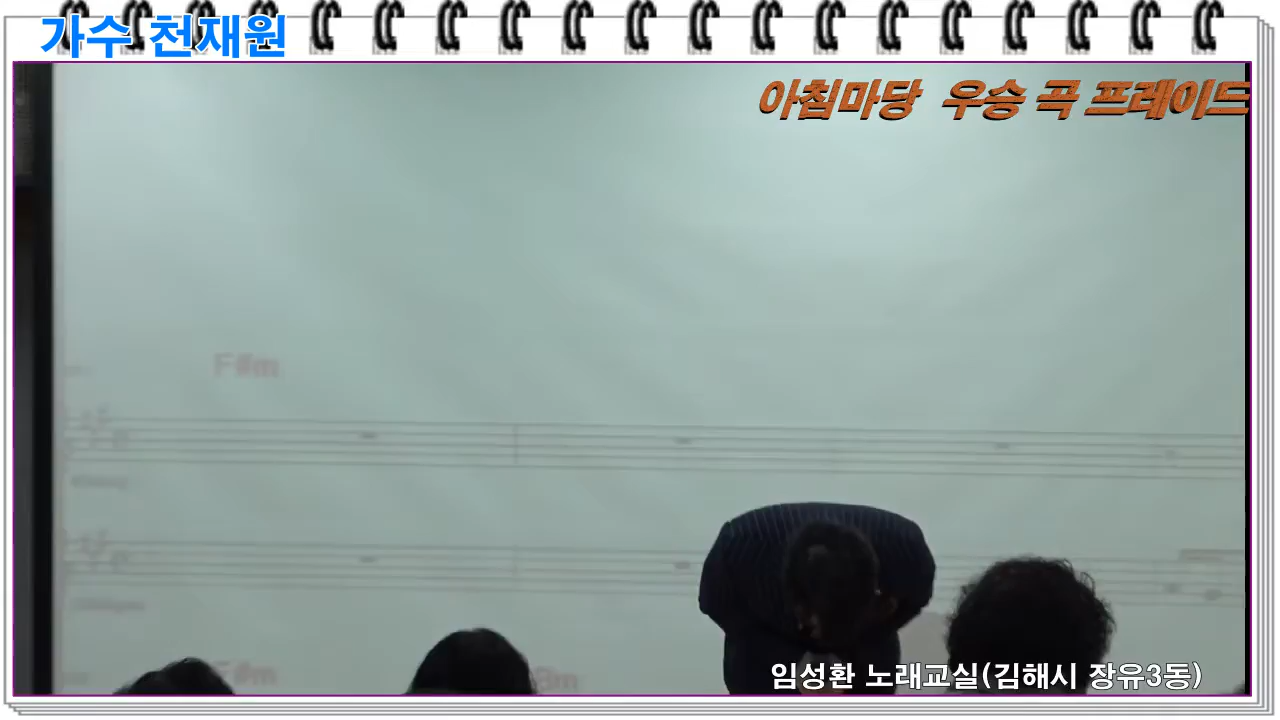 가수 천재원
아침마당 우승 곡 프레이드
F#m
F#m
Bm
임성환 노래교실(김해시 장유3동)